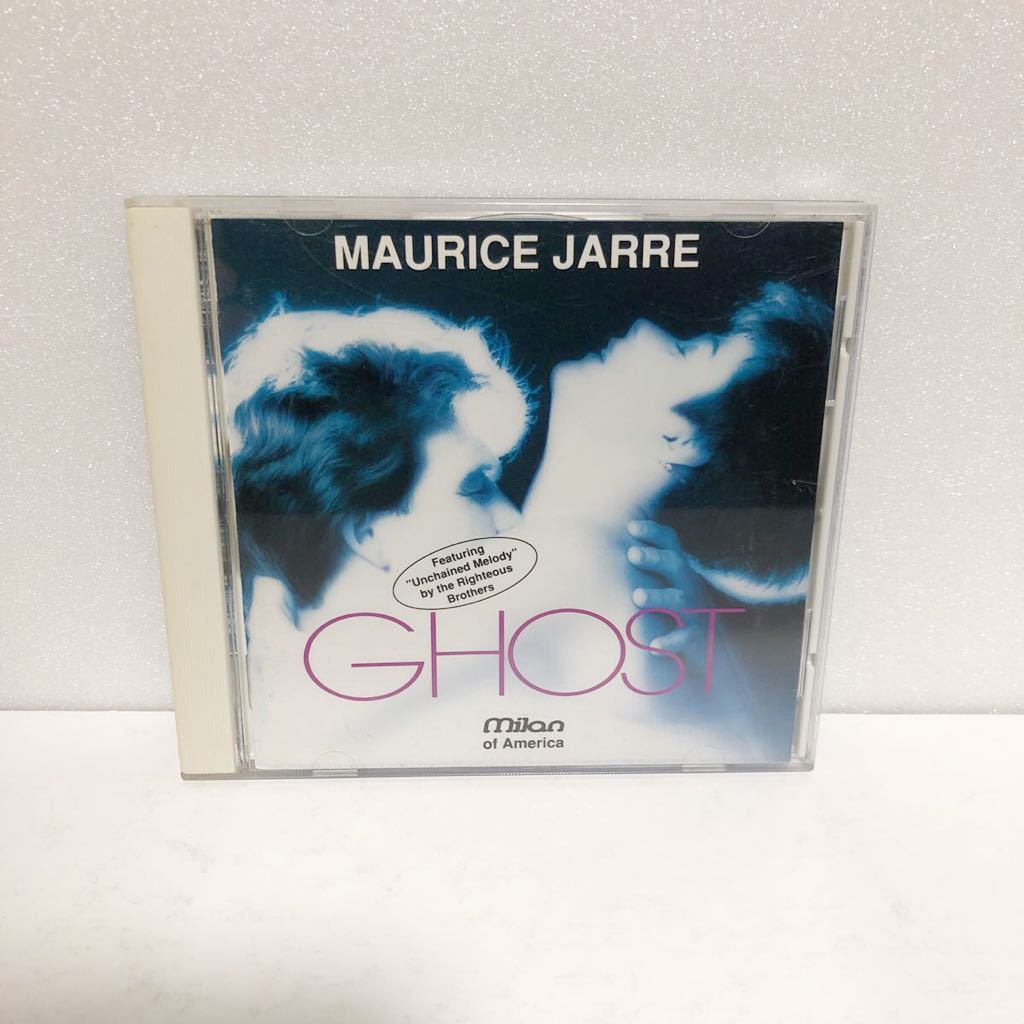 MAURICE JARRE
Featuring
"Unchained Melody"
by the Righteous
Brothers
GHOST
milan
of America